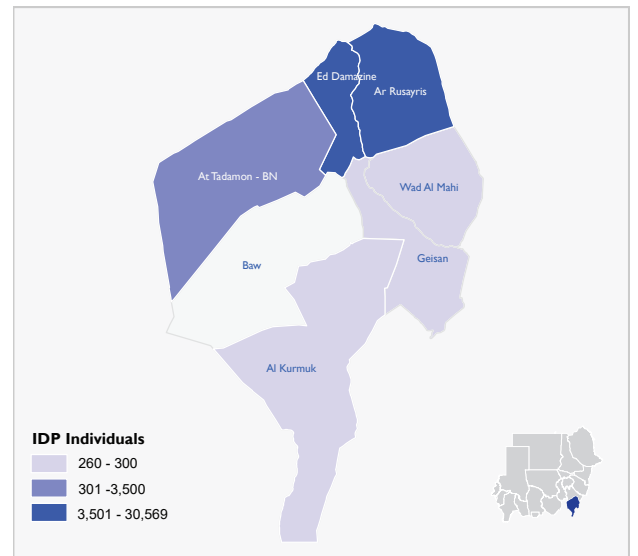 Ed Damazine
Ar Rusayris
At Tadamon - BN
Wad Al Mahi
Geisan
Baw
Al Kurmuk
IDP Individuals
260 - 300
301 -3,500
3,501 - 30,569